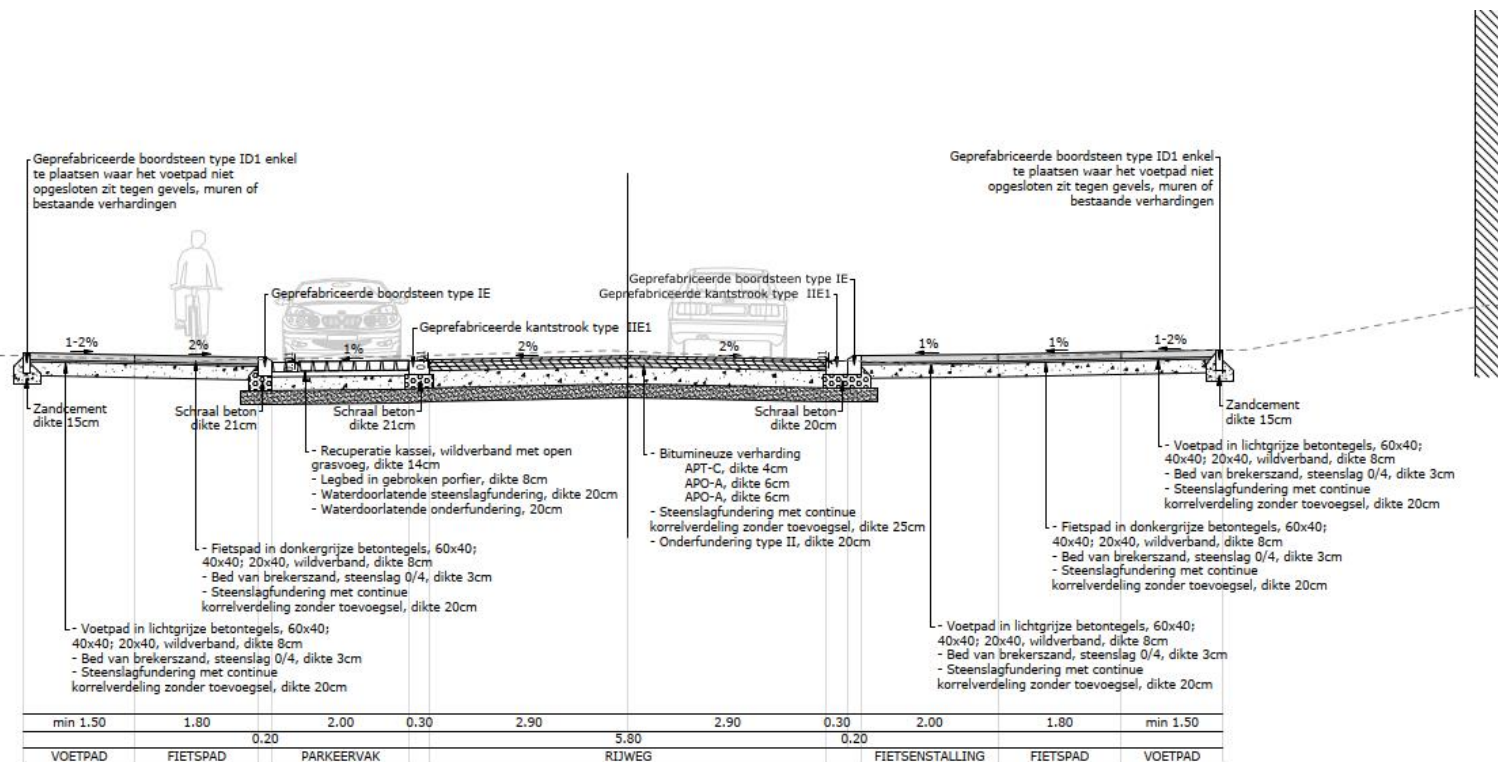 Geprefabriceerde boordsteen type ID1 enkel
te plaatsen waar het voetpad niet
opgesloten zit tegen gevels, muren of
bestaande verhardingen
Geprefabriceerde boordsteen type ID1 enkel
te plaatsen waar het voetpad niet
opgesloten zit tegen gevels, muren of
bestaande verhardingen
Geprefabriceerde boordsteen type IE
Geprefabriceerde boordsteen type IE
Geprefabriceerde kantstrook type IIE1
Geprefabriceerde kantstrook type IIE1
1-2%
2%
1%
2%
2%
1%
1%
1-2%
Zandcement
dikte 15cm
Schraal beton
dikte 21cm
Schraal beton
dikte 21cm
Schraal beton
dikte 20cm
Zandcement
dikte 15cm
- Recuperatie kassei, wildverband met open
grasvoeg, dikte 14cm
- Legbed in gebroken porfier, dikte 8cm
- Waterdoorlatende steenslagfundering, dikte 20cm
- Waterdoorlatende onderfundering, 20cm
- Bitumineuze verharding
APT-C, dikte 4cm
APO-A, dikte 6cm
APO-A, dikte 6cm
- Steenslagfundering met continue
korrelverdeling zonder toevoegsel, dikte 25cm
- Onderfundering type II, dikte 20cm
- Voetpad in lichtgrijze betontegels, 60x40;
40x40; 20x40, wildverband, dikte 8cm
- Bed van brekerszand, steenslag 0/4, dikte 3cm
- Steenslagfundering met continue
korrelverdeling zonder toevoegsel, dikte 20cm
- Fietspad in donkergrijze betontegels, 60x40;
40x40; 20x40, wildverband, dikte 8cm
- Bed van brekerszand, steenslag 0/4, dikte 3cm
- Steenslagfundering met continue
korrelverdeling zonder toevoegsel, dikte 20cm
- Fietspad in donkergrijze betontegels, 60x40;
40x40; 20x40, wildverband, dikte 8cm
- Bed van brekerszand, steenslag 0/4, dikte 3cm
- Steenslagfundering met continue
korrelverdeling zonder toevoegsel, dikte 20cm
- Voetpad in lichtgrijze betontegels, 60x40;
40x40; 20x40, wildverband, dikte 8cm
- Bed van brekerszand, steenslag 0/4, dikte 3cm
- Steenslagfundering met continue
korrelverdeling zonder toevoegsel, dikte 20cm
- Voetpad in lichtgrijze betontegels, 60x40;
40x40; 20x40, wildverband, dikte 8cm
- Bed van brekerszand, steenslag 0/4, dikte 3cm
- Steenslagfundering met continue
korrelverdeling zonder toevoegsel, dikte 20cm
min 1.50 1.80 2.00 0.30 2.90 2.90 0.30 2.00 1.80 min 1.50
0.20 5.80 0.20
VOETPAD FIETSPAD PARKEERVAK RIJWEG FIETSENSTALLING FIETSPAD VOETPAD